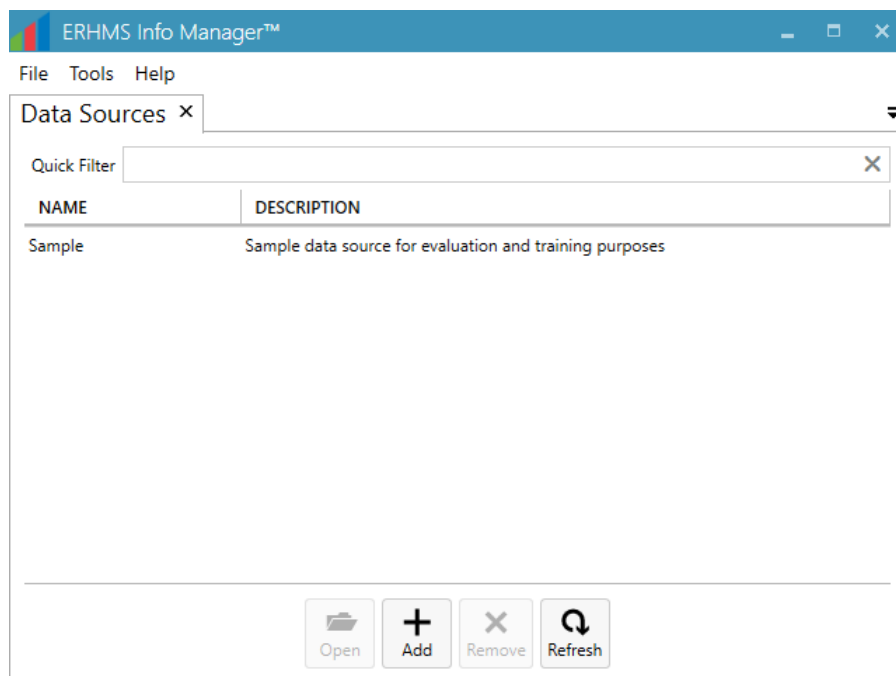 ERHMS Info Manager™
File Tools Help
Data Sources
Quick Filter
NAME DESCRIPTION
Sample Sample data source for evaluation and training purposes
Open Add Remove Refresh